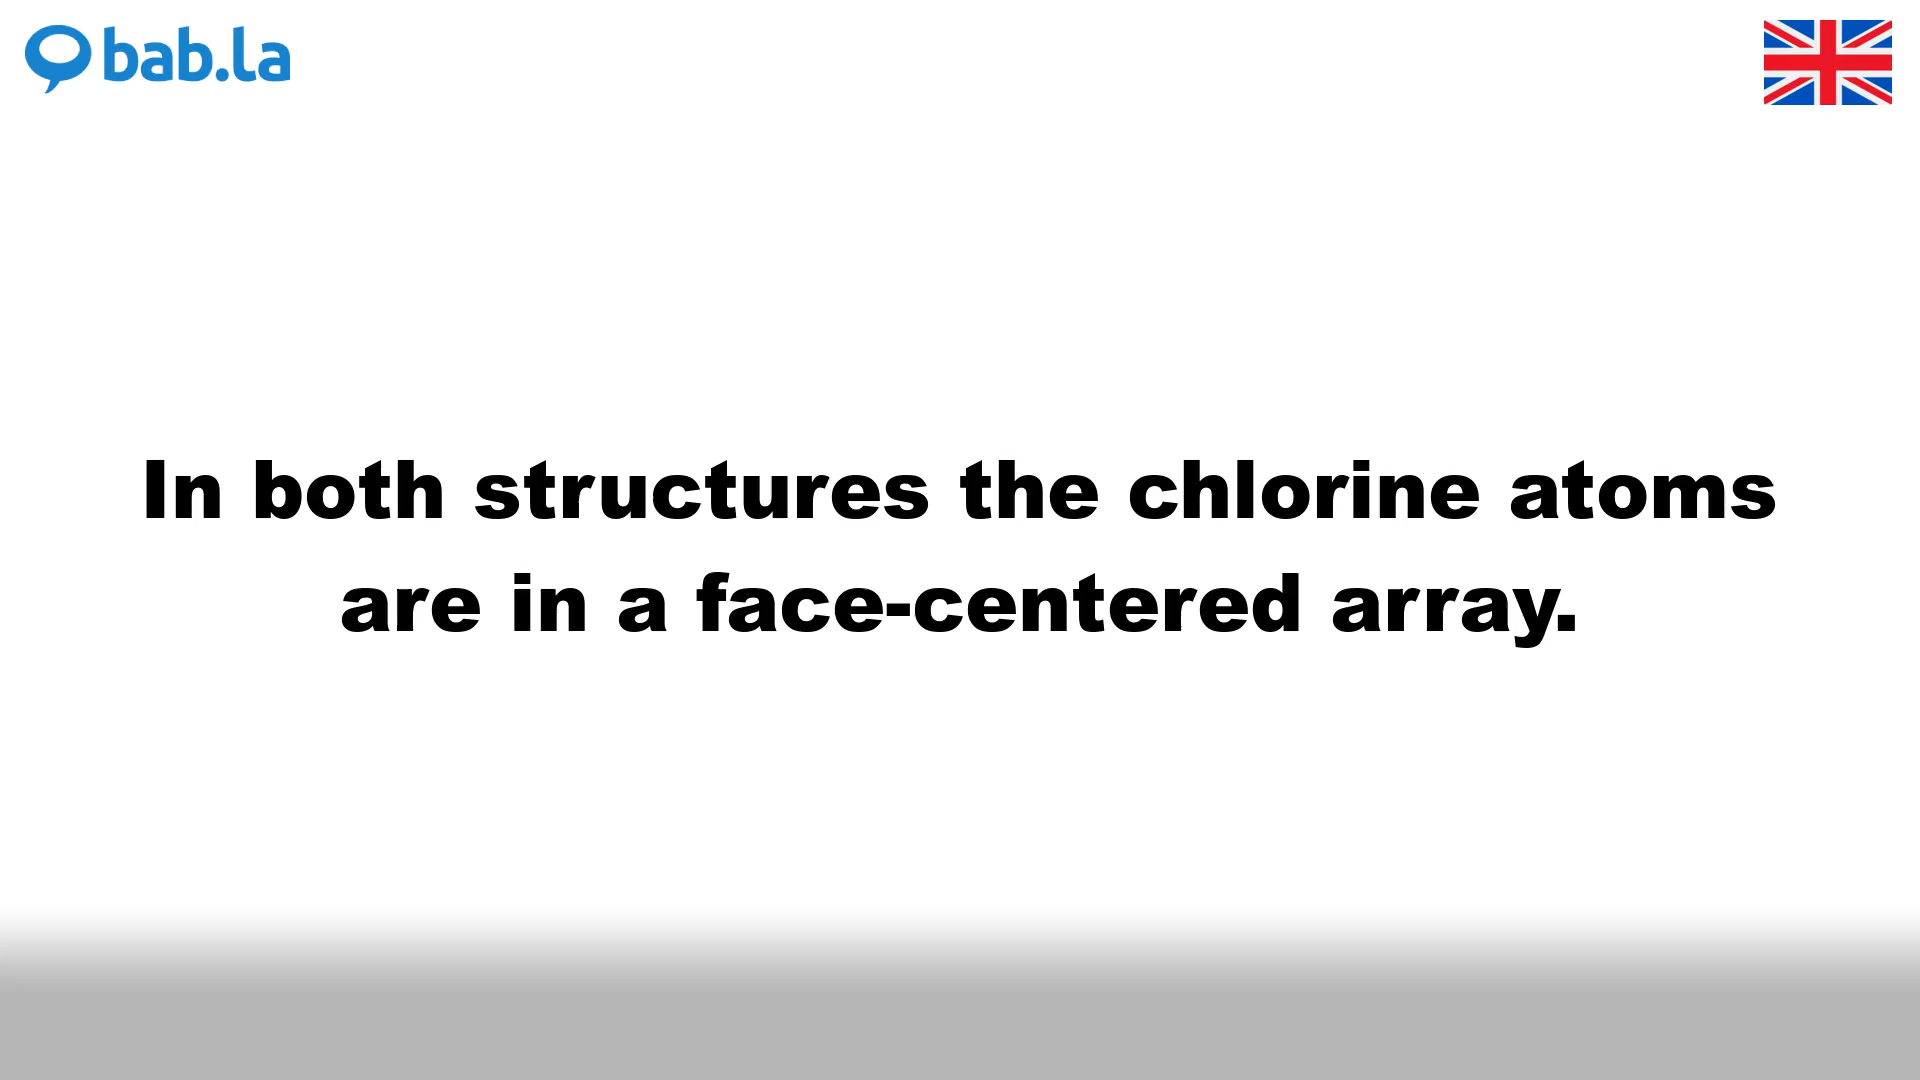 bab.la
In both structures the chlorine atoms
are in a face-centered array.